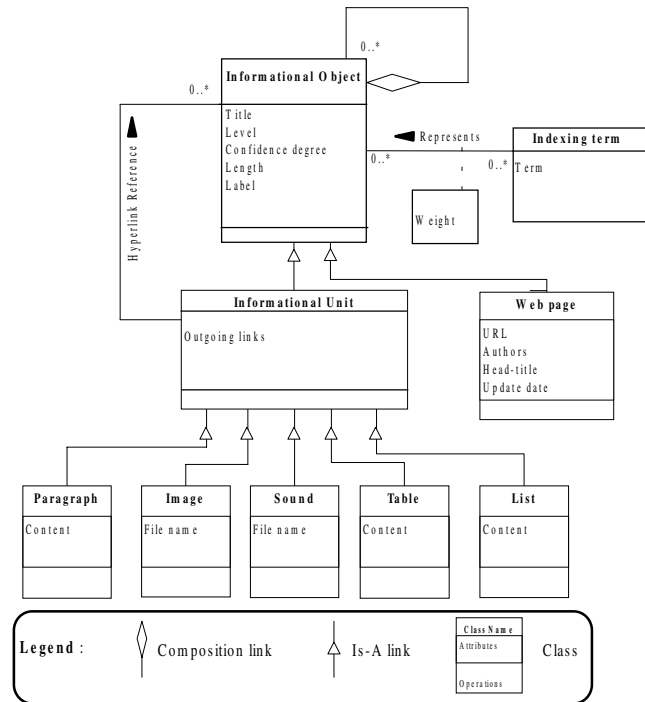 0..*
Informational Object
0..*
Title
Level
Confidence degree
Length
Label
Hyperlink Reference
Represents
0..*
0..*
Indexing term
Term
Weight
Informational Unit
Outgoing links
Web page
URL
Authors
Head-title
Update date
Paragraph
Content
Image
File name
Sound
File name
Table
Content
List
Content
Legend :
Composition link
Is-A link
Class Name
Attributes
Operations
Class